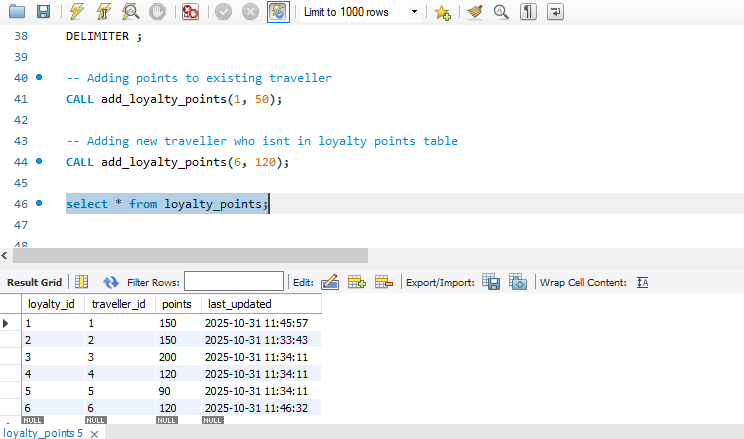 Limit to 1000 rows
38 DELIMITER ;
39
40 -- Adding points to existing traveller
41 CALL add_loyalty_points(1, 50);
42
43 -- Adding new traveller who isnt in loyalty points table
44 CALL add_loyalty_points(6, 120);
45
46 select * from loyalty_points;
47
48
Result Grid Filter Rows: Edit: Export/Import: Wrap Cell Content: IA
loyalty_id traveller_id points last_updated
1 1 150 2025-10-31 11:45:57
2 2 150 2025-10-31 11:33:43
3 3 200 2025-10-31 11:34:11
4 4 120 2025-10-31 11:34:11
5 5 90 2025-10-31 11:34:11
6 6 120 2025-10-31 11:46:32
NULL NULL NULL NULL
loyalty_points 5